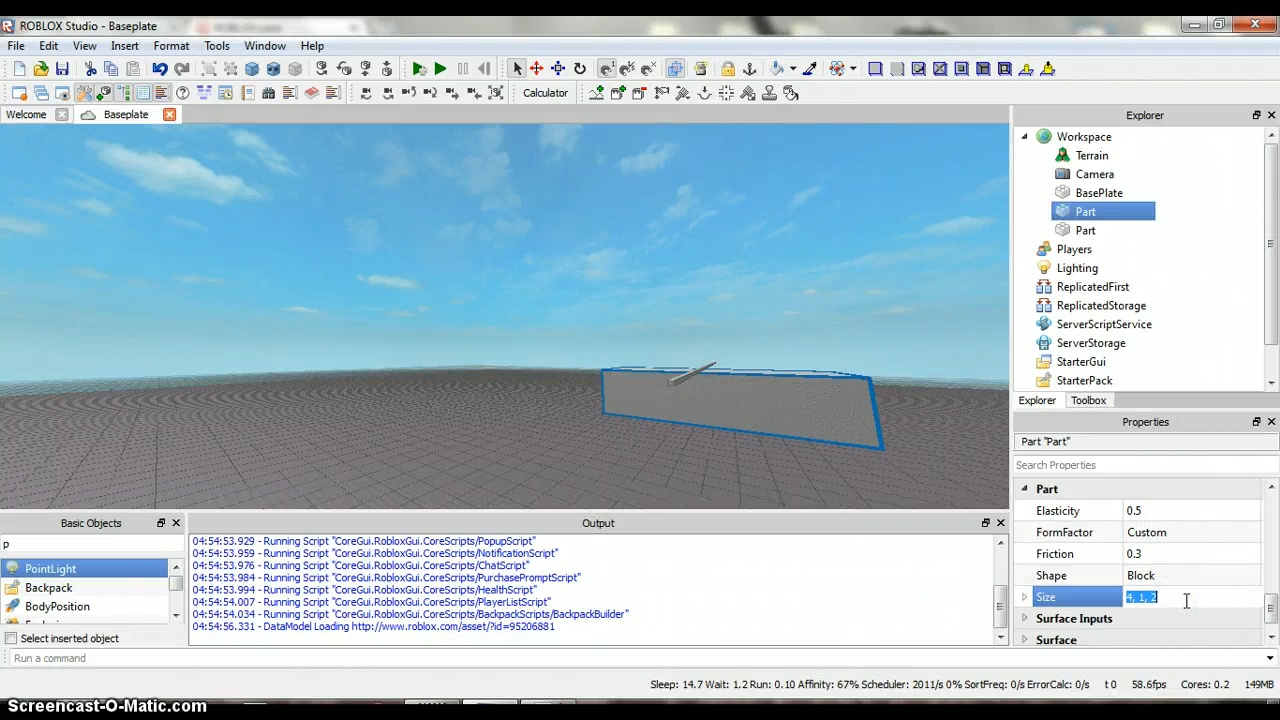 ROBLOX Studio - Baseplate
File Edit View Insert Format Tools Window Help
Calculator
Welcome
Baseplate
Explorer
Workspace
Terrain
Camera
BasePlate
Part
Part
Players
Lighting
ReplicatedFirst
ReplicatedStorage
ServerScriptService
ServerStorage
StarterGui
StarterPack
Explorer Toolbox
Properties
Part "Part"
Search Properties
Part
Elasticity 0.5
FormFactor Custom
Friction 0.3
Shape Block
Size 4, 1, 2
Surface Inputs
Surface
Basic Objects
p
PointLight
Backpack
BodyPosition
Select inserted object
Output
04:54:53.929 - Running Script "CoreGui.RobloxGui.CoreScripts/PopupScript"
04:54:53.959 - Running Script "CoreGui.RobloxGui.CoreScripts/NotificationScript"
04:54:53.976 - Running Script "CoreGui.RobloxGui.CoreScripts/ChatScript"
04:54:53.984 - Running Script "CoreGui.RobloxGui.CoreScripts/PurchasePromptScript"
04:54:53.994 - Running Script "CoreGui.RobloxGui.CoreScripts/HealthScript"
04:54:54.007 - Running Script "CoreGui.RobloxGui.CoreScripts/PlayerListScript"
04:54:54.034 - Running Script "CoreGui.RobloxGui.CoreScripts/BackpackScripts/BackpackBuilder"
04:54:56.331 - DataModel Loading http://www.roblox.com/asset/?id=95206881
Run a command
Sleep: 14.7 Wait: 1.2 Run: 0.10 Affinity: 67% Scheduler: 2011/s 0% SortFreq: 0/s ErrorCalc: 0/s t 0 58.6fps Cores: 0.2 149MB
Screencast-O-Matic.com